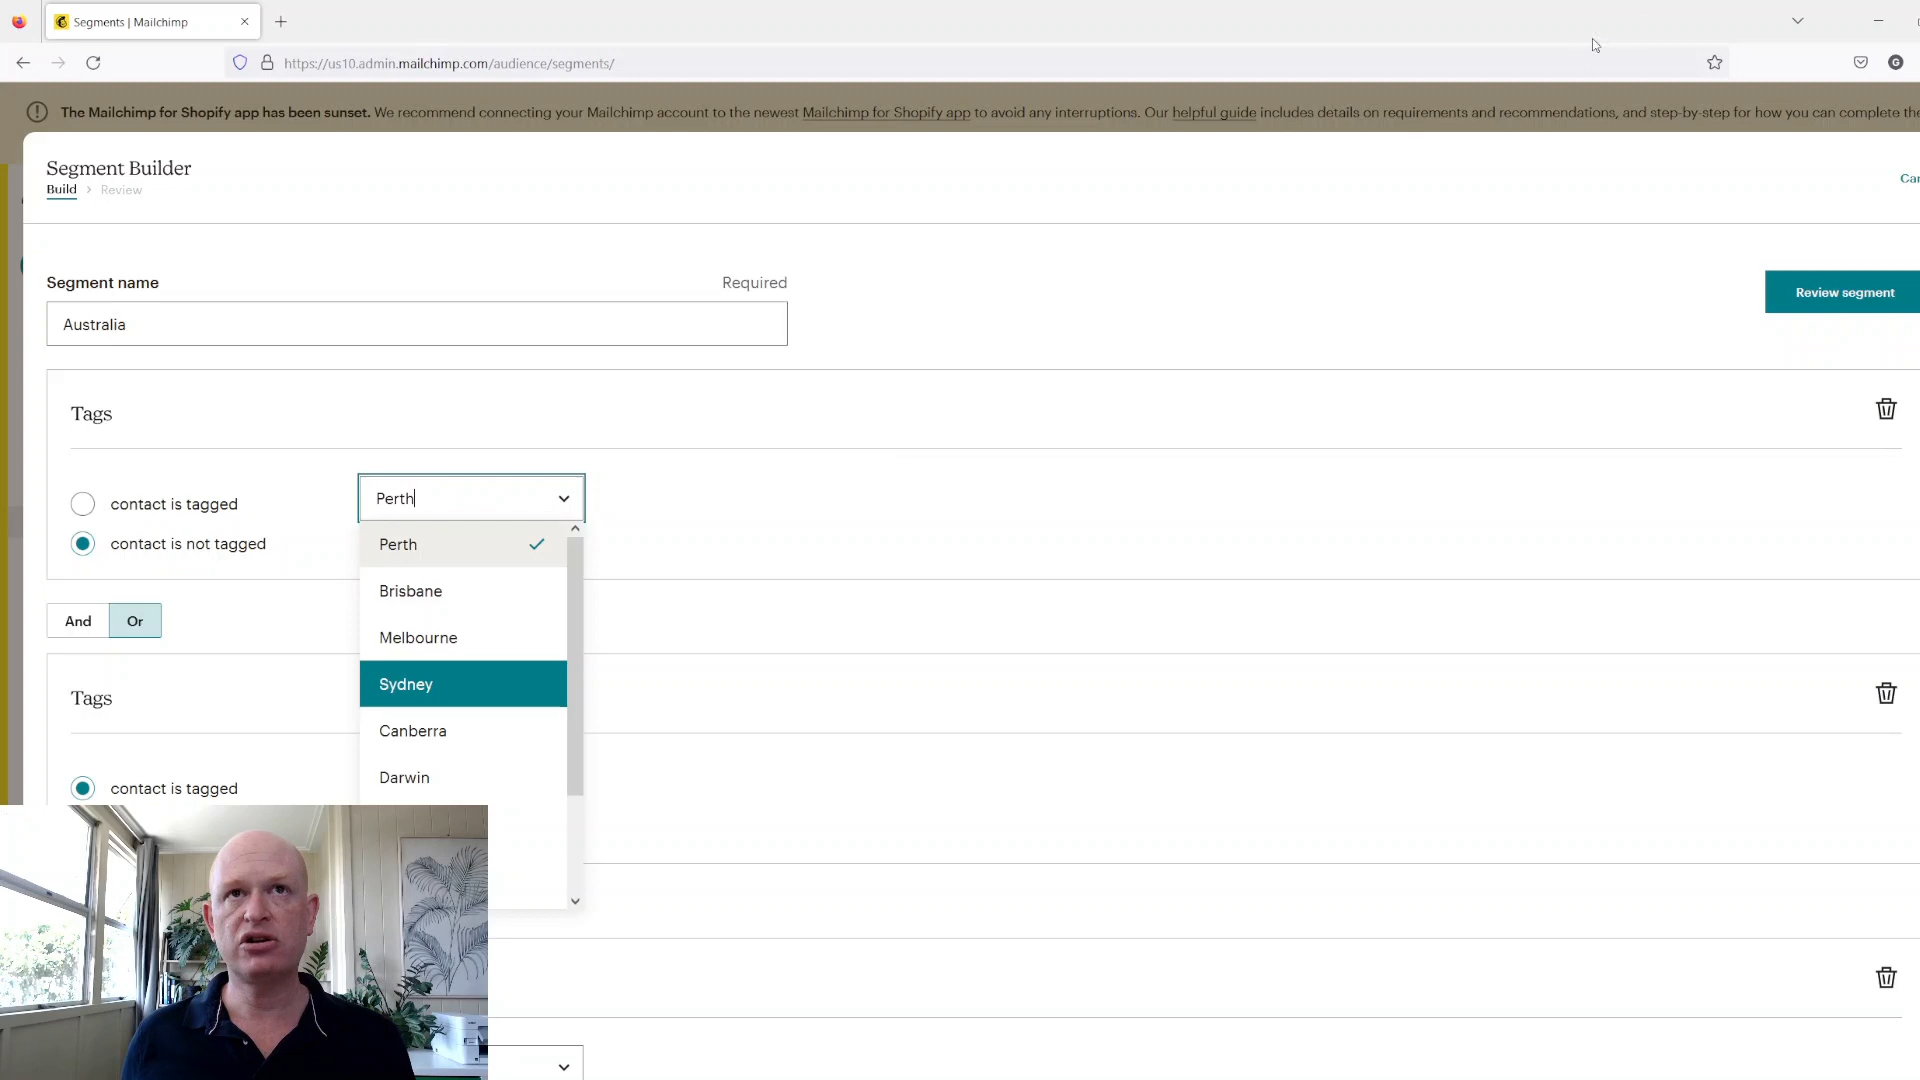 Segments | Mailchimp
https://us10.admin.mailchimp.com/audience/segments/
G
The Mailchimp for Shopify app has been sunset. We recommend connecting your Mailchimp account to the newest Mailchimp for Shopify app to avoid any interruptions. Our helpful guide includes details on requirements and recommendations, and step-by-step for how you can complete the
Segment Builder
Build > Review
Can
Segment name
Required
Australia
Review segment
Tags
contact is tagged
contact is not tagged
Perth
Perth
Brisbane
Melbourne
Sydney
Canberra
Darwin
And
Or
Tags
contact is tagged